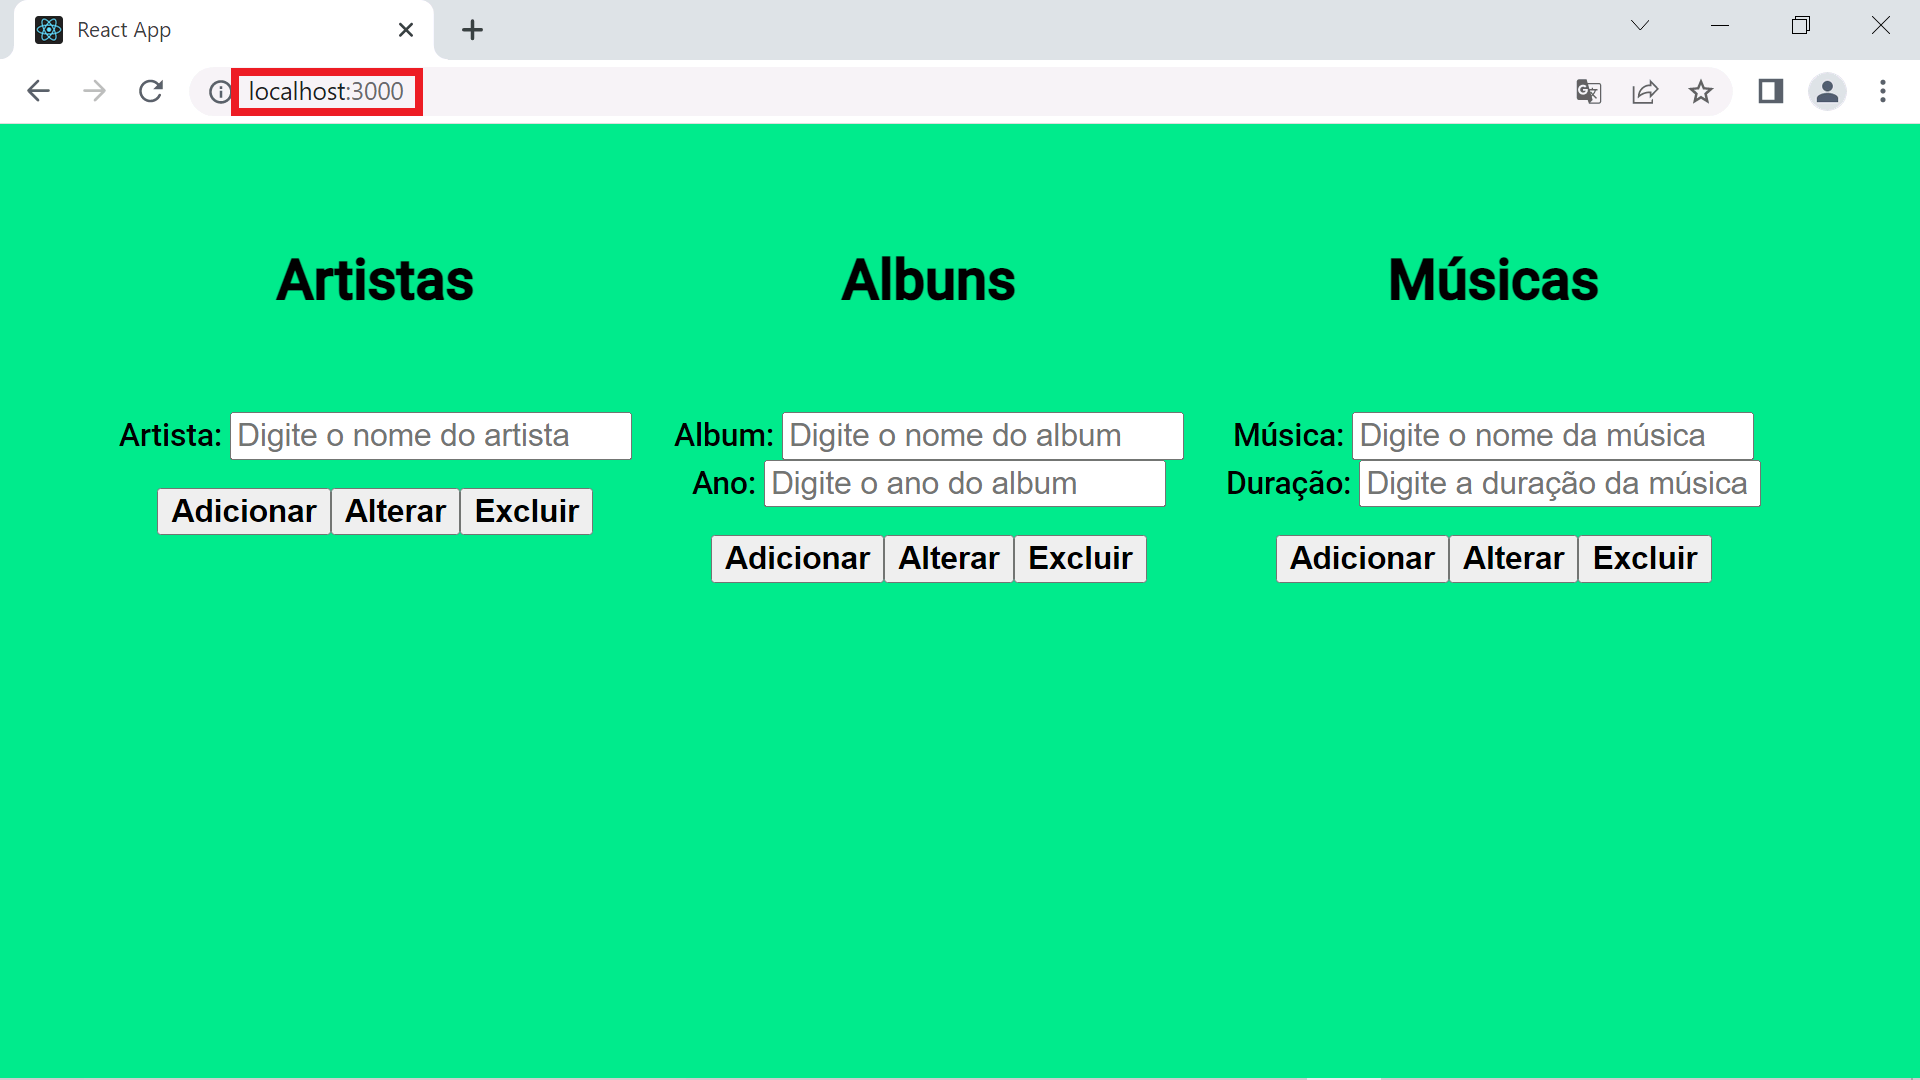 React App
localhost:3000
Artistas
Albuns
Músicas
Artista: Digite o nome do artista
Adicionar Alterar Excluir
Album: Digite o nome do album
Ano: Digite o ano do album
Adicionar Alterar Excluir
Música: Digite o nome da música
Duração: Digite a duração da música
Adicionar Alterar Excluir